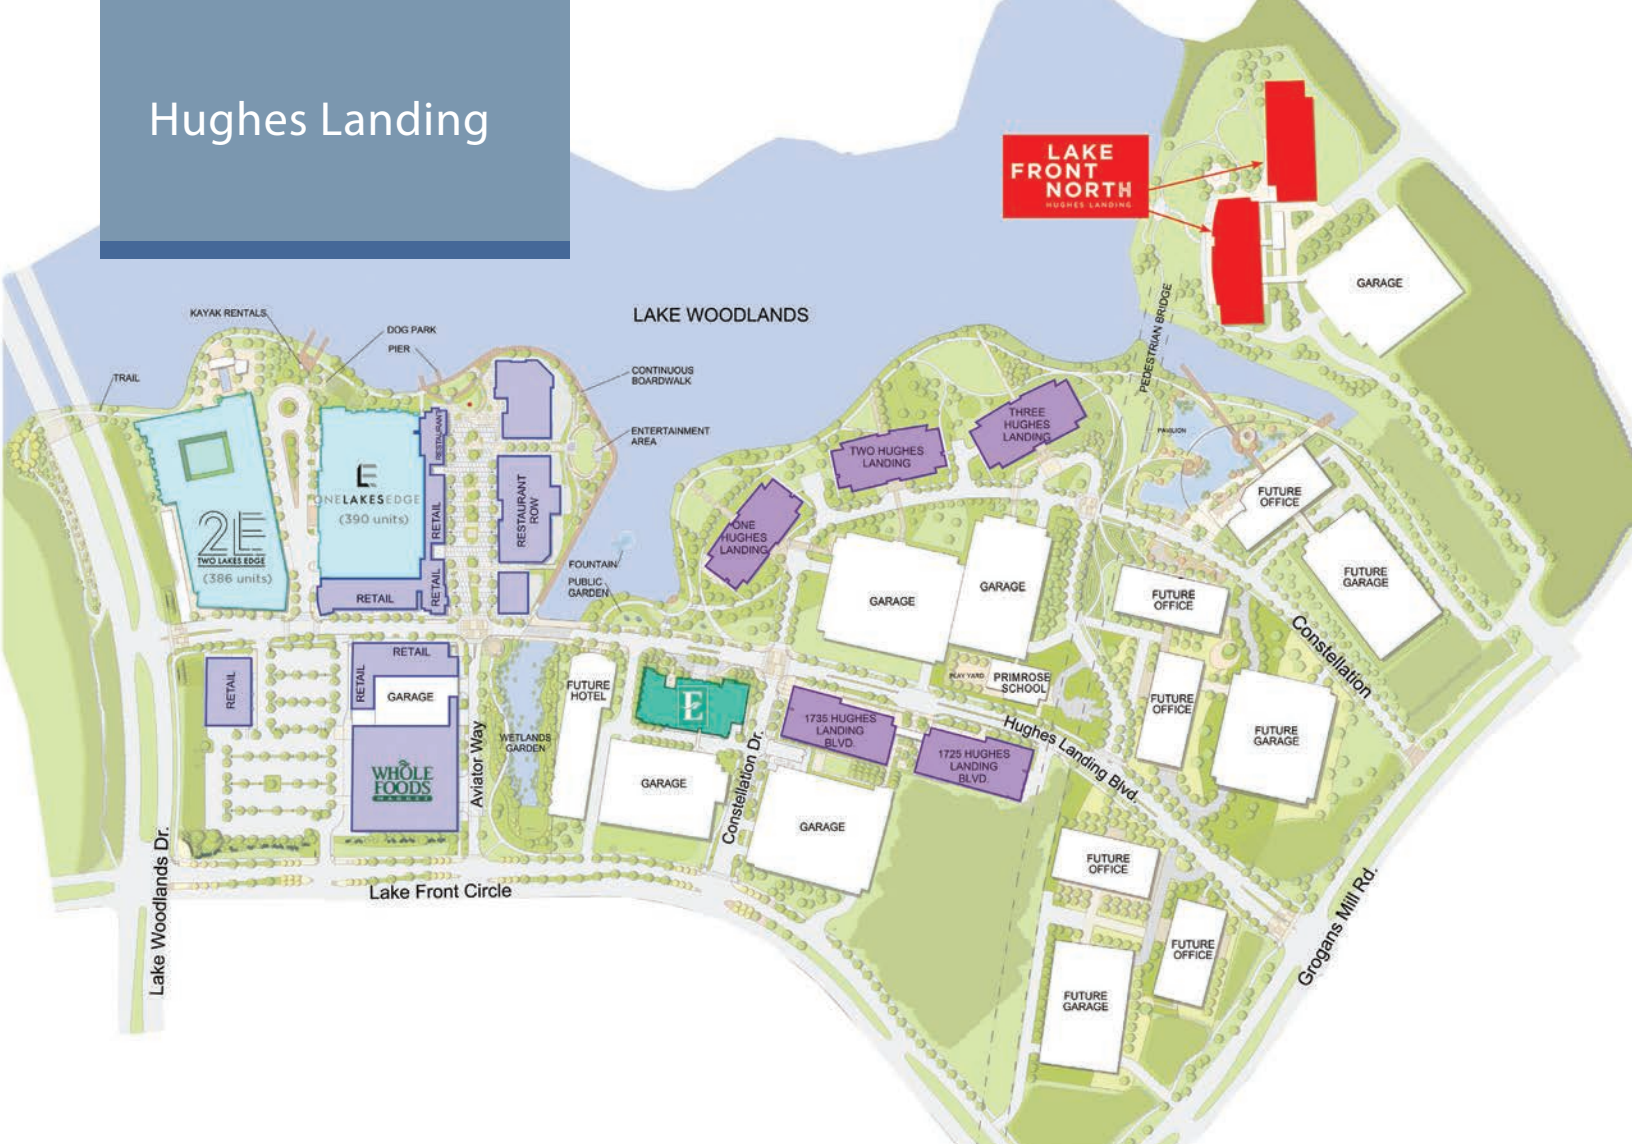 Hughes Landing
LAKE
FRONT
NORTH
HUGHES LANDING
GARAGE
LAKE WOODLANDS
PEDESTRIAN BRIDGE
KAYAK RENTALS
DOG PARK
PIER
TRAIL
CONTINUOUS
BOARDWALK
ENTERTAINMENT
AREA
RESTAURANT
RESTAURANT
ROW
THREE
HUGHES
LANDING
TWO HUGHES
LANDING
ONE
HUGHES
LANDING
PAVILION
LE
ONELAKESEDGE
(390 units)
2E
TWO LAKES EDGE
(386 units)
RETAIL
RETAIL
RETAIL
FOUNTAIN
PUBLIC
GARDEN
GARAGE
GARAGE
FUTURE
OFFICE
FUTURE
GARAGE
FUTURE
OFFICE
Constellation
RETAIL
RETAIL
RETAIL
GARAGE
WHOLE
FOODS
MARKET
Aviator Way
WETLANDS
GARDEN
FUTURE
HOTEL
E
GARAGE
Constellation Dr.
1735 HUGHES
LANDING
BLVD.
1725 HUGHES
LANDING
BLVD.
GARAGE
PLAY YARD
PRIMROSE
SCHOOL
Hughes Landing Blvd.
FUTURE
OFFICE
FUTURE
GARAGE
Lake Woodlands Dr.
Lake Front Circle
FUTURE
OFFICE
FUTURE
OFFICE
FUTURE
GARAGE
Grogans Mill Rd.